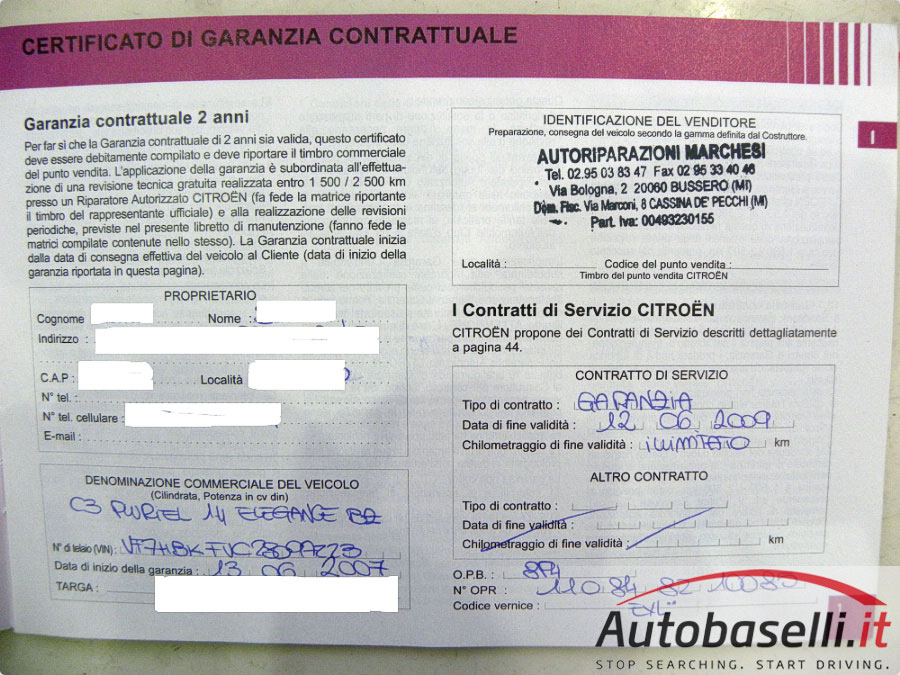 CERTIFICATO DI GARANZIA CONTRATTUALE
Garanzia contrattuale 2 anni
Per far sì che la Garanzia contrattuale di 2 anni sia valida, questo certificato
deve essere debitamente compilato e deve riportare il timbro commerciale
del punto vendita. L'applicazione della garanzia è subordinata all'effettua-
zione di una revisione tecnica gratuita realizzata entro 1 500 / 2 500 km
presso un Riparatore Autorizzato CITROËN (fa fede la matrice riportante
il timbro del rappresentante ufficiale) e alla realizzazione delle revisioni
periodiche, previste nel presente libretto di manutenzione (fanno fede le
matrici compilate contenute nello stesso). La Garanzia contrattuale inizia
dalla data di consegna effettiva del veicolo al Cliente (data di inizio della
garanzia riportata in questa pagina).
PROPRIETARIO
Cognome Nome :
Indirizzo :
C.A.P : Località
N° tel. :
N° tel. cellulare :
E-mail :
DENOMINAZIONE COMMERCIALE DEL VEICOLO
(Cilindrata, Potenza in cv din)
C3 PLURIEL 1.4 ELEGANCE
N° di telaio (VIN) :
Data di inizio della garanzia : 13 06 2007
TARGA :
IDENTIFICAZIONE DEL VENDITORE
Preparazione, consegna del veicolo secondo la gamma definita dal Costruttore.
AUTORIPARAZIONI MARCHESI
Tel. 02.95 03 83 47 Fax 02 95 33 40 46
Via Bologna, 2 20060 BUSSERO (MI)
Dom. Fisc. Via Marconi, 8 CASSINA DE' PECCHI (MI)
Part. Iva: 00493230155
Località : Codice del punto vendita :
Timbro del punto vendita CITROËN
I
I Contratti di Servizio CITROËN
CITROËN propone dei Contratti di Servizio descritti dettagliatamente
a pagina 44.
CONTRATTO DI SERVIZIO
Tipo di contratto : GARANZIA
Data di fine validità : 12 06 2009
Chilometraggio di fine validità : ILLIMITATO km
ALTRO CONTRATTO
Tipo di contratto :
Data di fine validità :
Chilometraggio di fine validità : km
O.P.B. :
N° OPR : 11084 82 10080
Codice vernice : EXL
Autobaselli.it
STOP SEARCHING. START DRIVING.